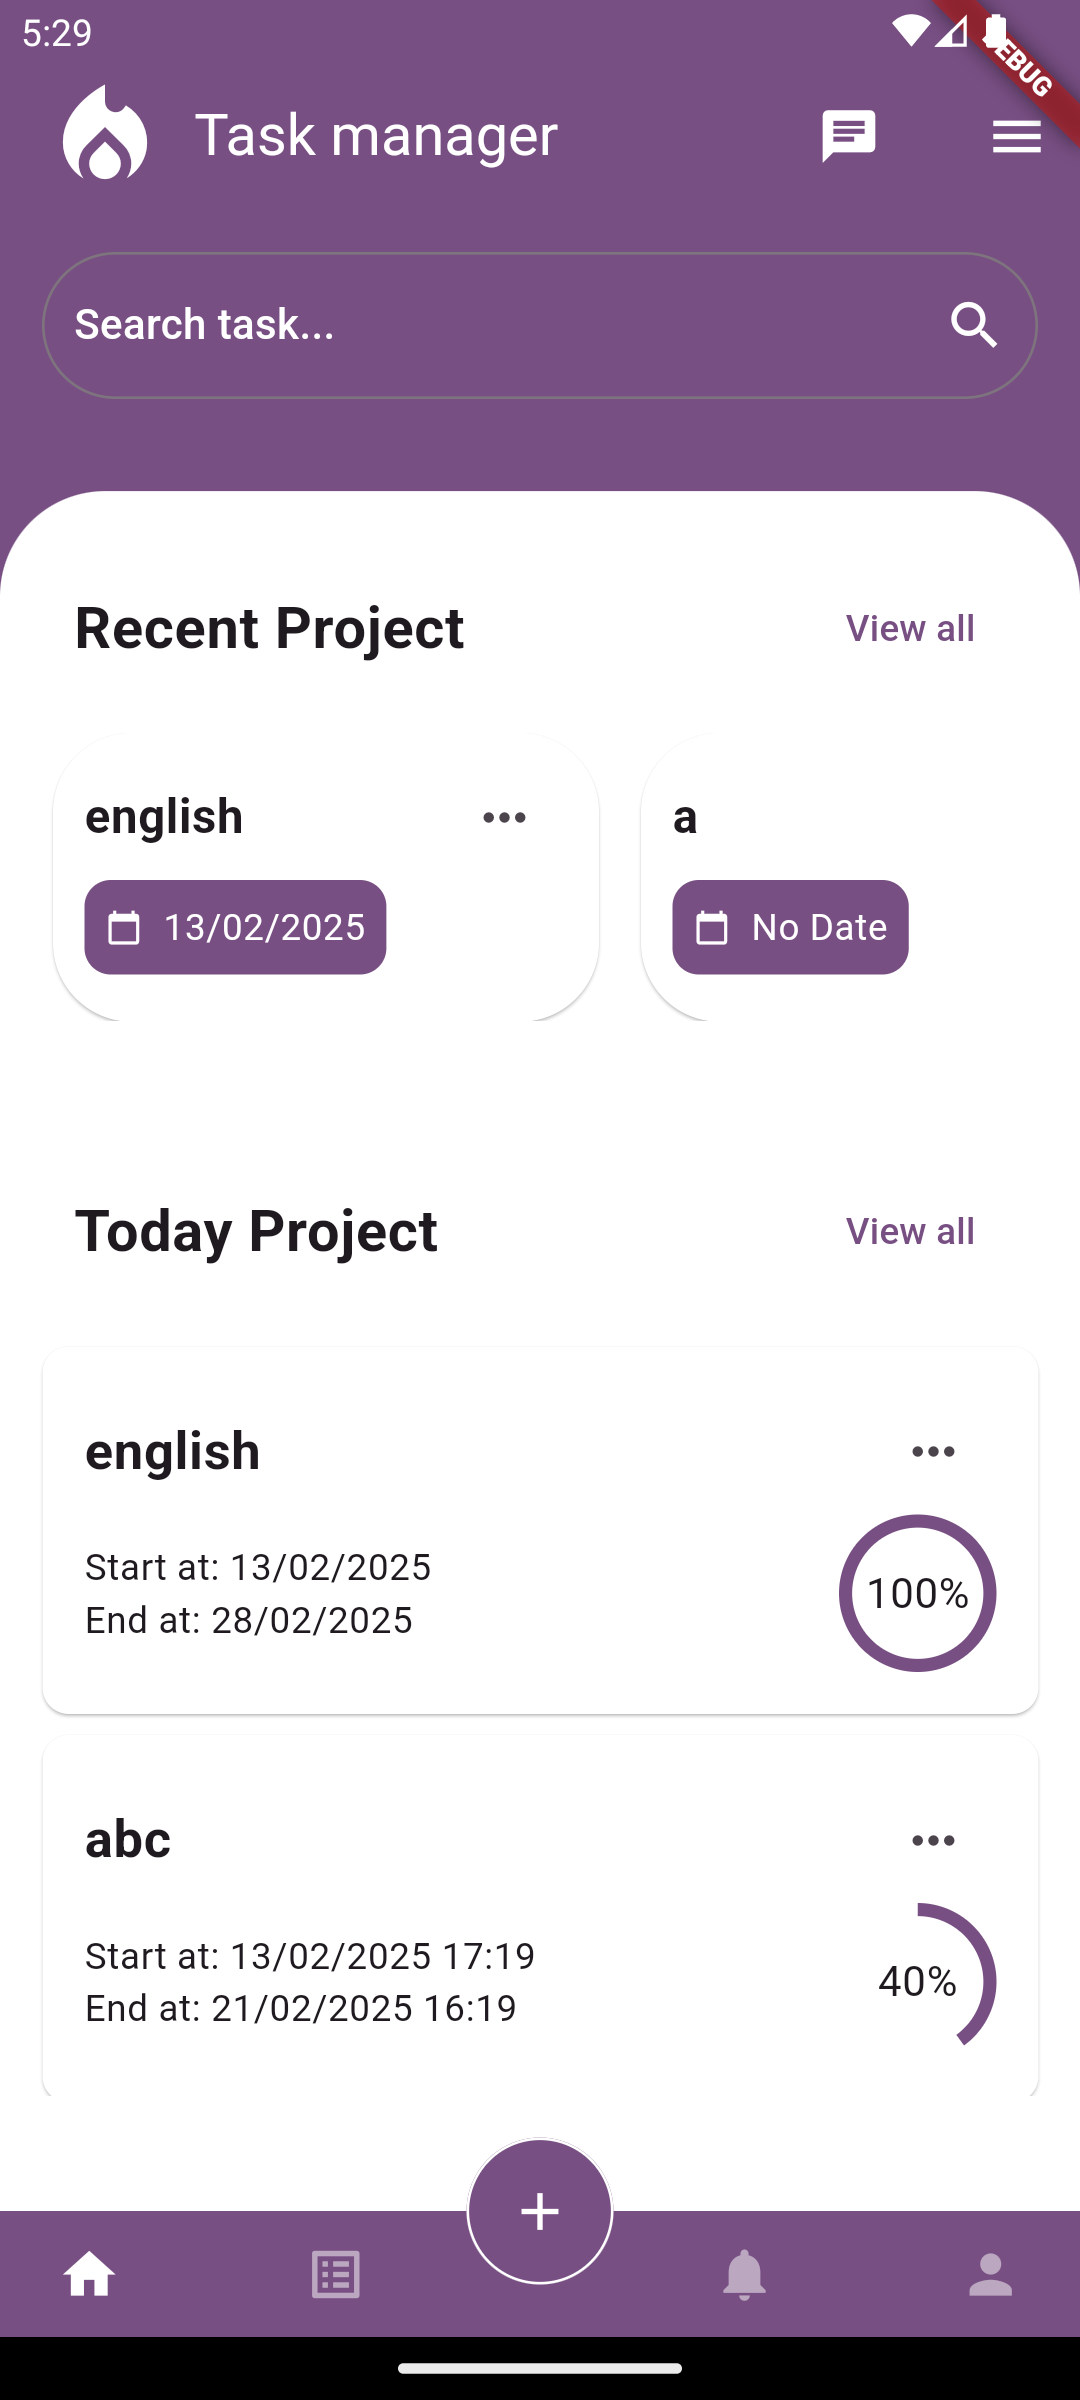 5:29
DEBUG
Task manager
Search task...
Recent Project
View all
english
a
13/02/2025
No Date
Today Project
View all
english
Start at: 13/02/2025
End at: 28/02/2025
100%
abc
Start at: 13/02/2025 17:19
End at: 21/02/2025 16:19
40%